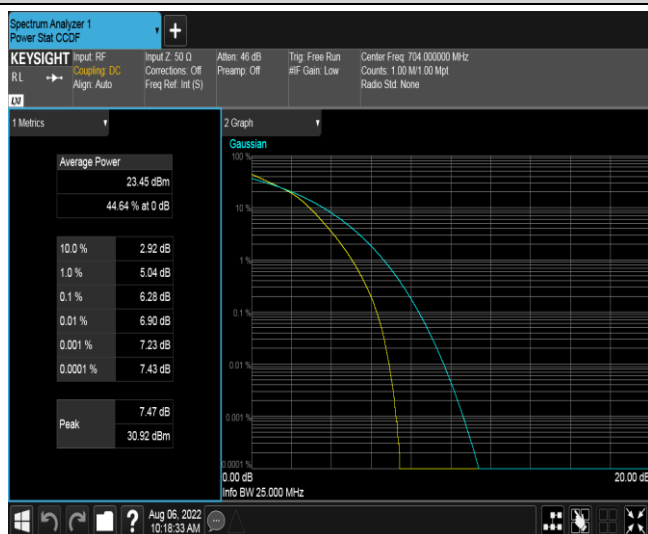 Spectrum Analyzer 1
Power Stat CCDF
+
KEYSIGHT
RL
LXI
Input: RF
Coupling: DC
Align: Auto
Input Z: 50 Ω
Corrections: Off
Freq Ref: Int (S)
Atten: 46 dB
Preamp: Off
Trig: Free Run
#IF Gain: Low
Center Freq: 704.000000 MHz
Counts: 1.00 M/1.00 Mpt
Radio Std: None
1 Metrics
Average Power
23.45 dBm
44.64 % at 0 dB
10.0 % 2.92 dB
1.0 % 5.04 dB
0.1 % 6.28 dB
0.01 % 6.90 dB
0.001 % 7.23 dB
0.0001 % 7.43 dB
Peak
7.47 dB
30.92 dBm
2 Graph
Gaussian
100 %
10 %
1 %
0.1 %
0.01 %
0.001 %
0.0001 %
0.00 dB
20.00 dB
Info BW 25.000 MHz
?
Aug 06, 2022
10:18:33 AM